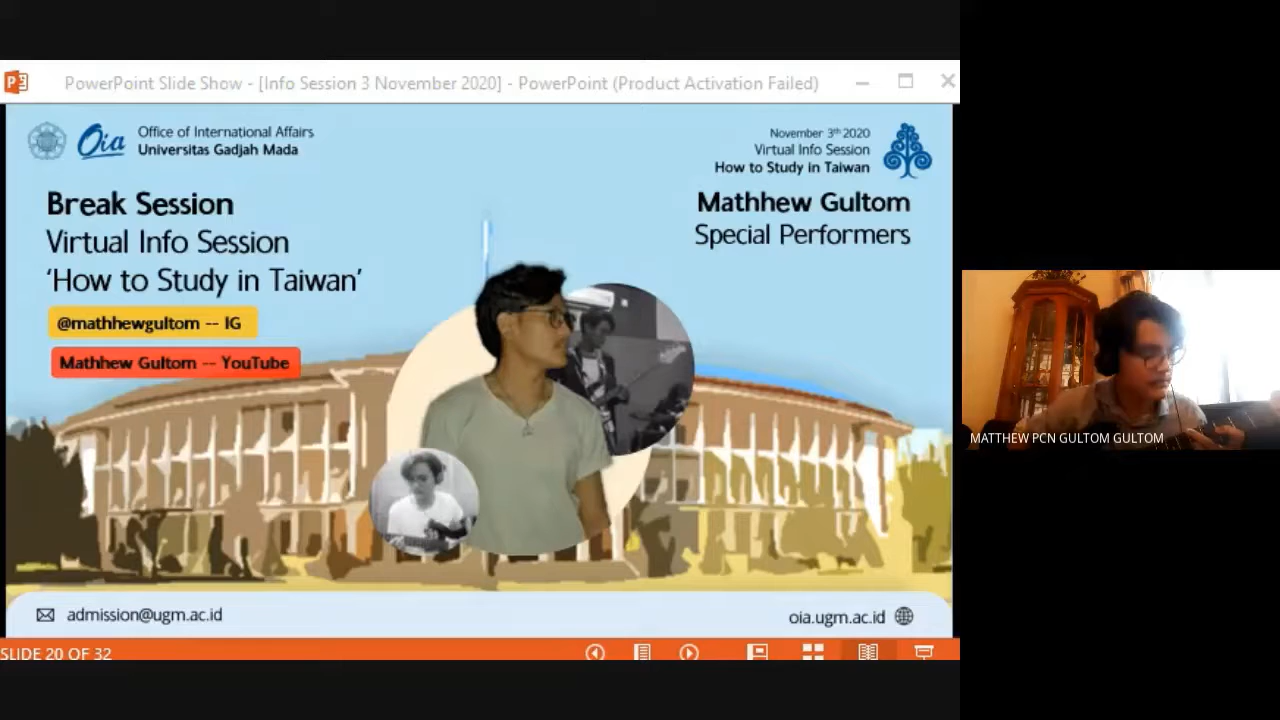 PowerPoint Slide Show - [Info Session 3 November 2020] - PowerPoint (Product Activation Failed)
Oia
Office of International Affairs
Universitas Gadjah Mada
November 3th 2020
Virtual Info Session
How to Study in Taiwan
Break Session
Virtual Info Session
'How to Study in Taiwan'
@mathhewgultom -- IG
Mathhew Gultom -- YouTube
Mathhew Gultom
Special Performers
MATTHEW PCN GULTOM GULTOM
admission@ugm.ac.id
oia.ugm.ac.id
SLIDE 20 OF 32